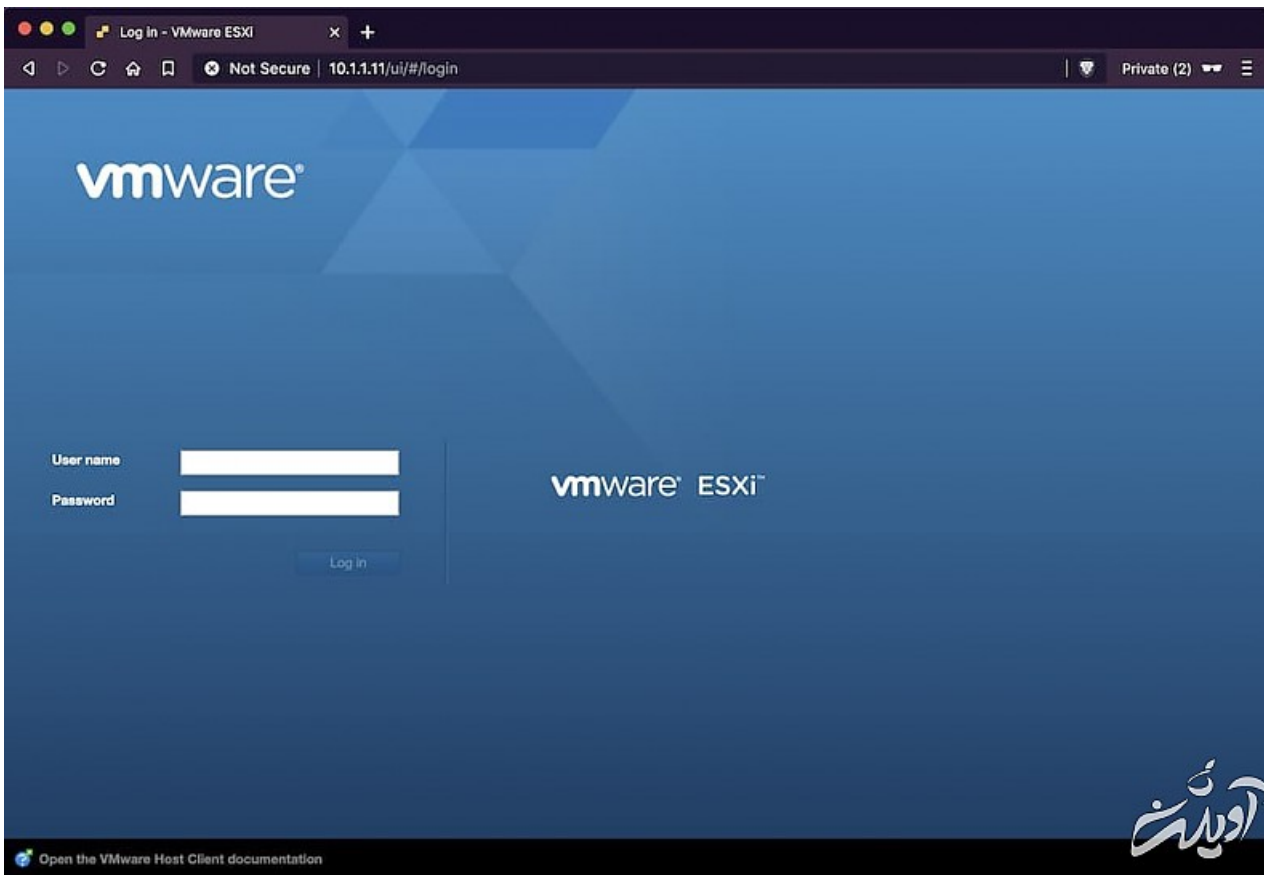 Log in - VMware ESXi
Not Secure | 10.1.1.11/ui/#/login
Private (2)
vmware®
User name
Password
Log in
vmware® ESXi™
Open the VMware Host Client documentation